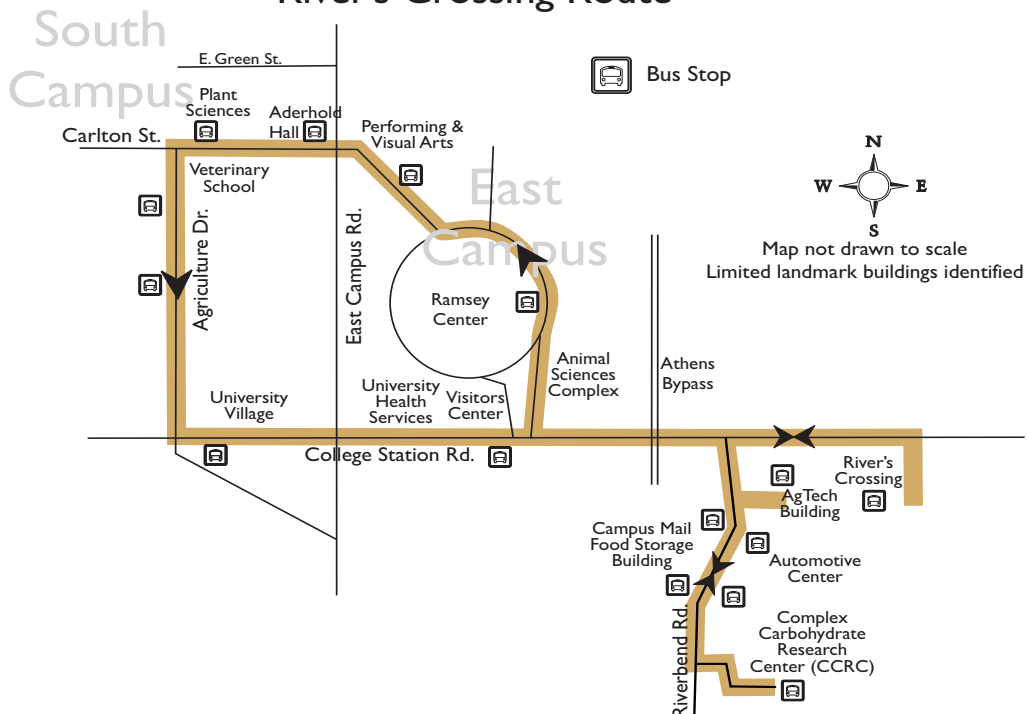 River's Crossing Route
South
Campus
E. Green St.
Bus Stop
Plant
Sciences
Aderhold
Hall
Performing &
Visual Arts
Carlton St.
N
W
E
S
Veterinary
School
East
Campus
Map not drawn to scale
Limited landmark buildings identified
Agriculture Dr.
East Campus Rd.
Ramsey
Center
Animal
Sciences
Complex
Athens
Bypass
University
Village
University
Health
Services
Visitors
Center
College Station Rd.
River's
Crossing
AgTech
Building
Campus Mail
Food Storage
Building
Automotive
Center
Riverbend Rd.
Complex
Carbohydrate
Research
Center (CCRC)